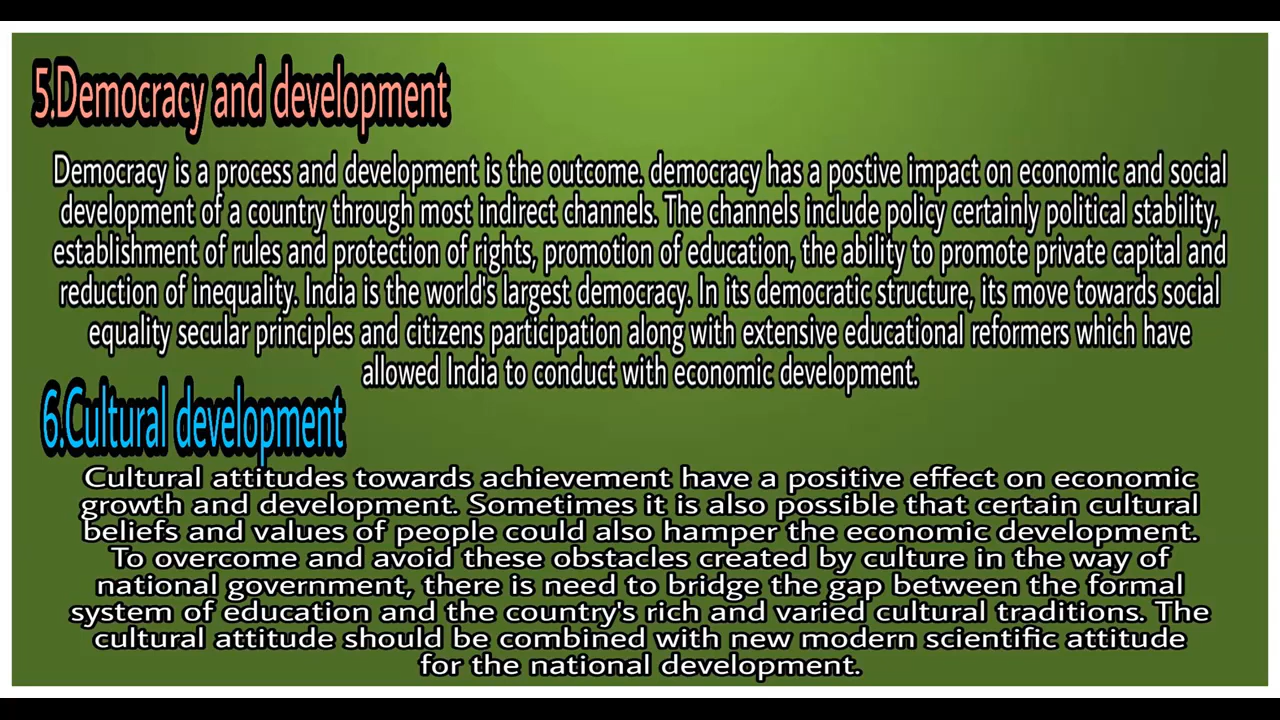 5.Democracy and development
Democracy is a process and development is the outcome. democracy has a postive impact on economic and social
development of a country through most indirect channels. The channels include policy certainly political stability,
establishment of rules and protection of rights, promotion of education, the ability to promote private capital and
reduction of inequality. India is the world's largest democracy. In its democratic structure, its move towards social
equality secular principles and citizens participation along with extensive educational reformers which have
allowed India to conduct with economic development.
6.Cultural development
Cultural attitudes towards achievement have a positive effect on economic
growth and development. Sometimes it is also possible that certain cultural
beliefs and values of people could also hamper the economic development.
To overcome and avoid these obstacles created by culture in the way of
national government, there is need to bridge the gap between the formal
system of education and the country's rich and varied cultural traditions. The
cultural attitude should be combined with new modern scientific attitude
for the national development.